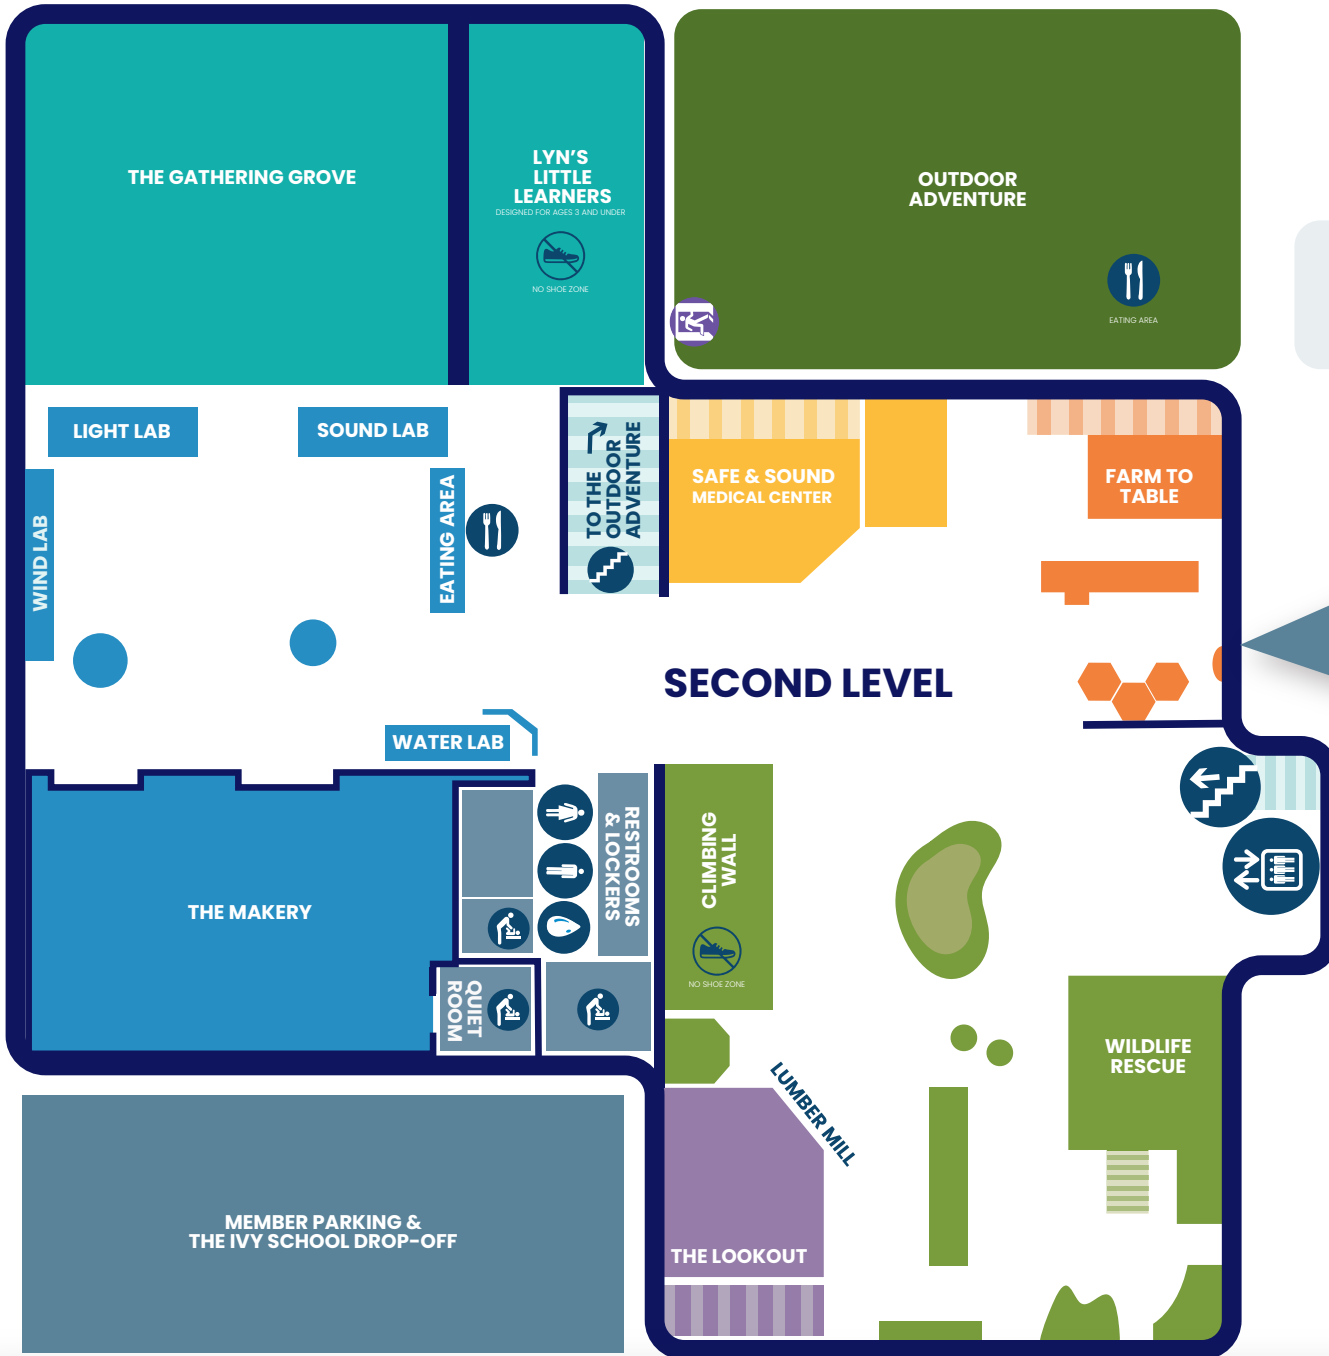 THE GATHERING GROVE
LYN'S
LITTLE
LEARNERS
DESIGNED FOR AGES 3 AND UNDER
NO SHOE ZONE
OUTDOOR
ADVENTURE
EATING AREA
LIGHT LAB
SOUND LAB
WIND LAB
EATING AREA
TO THE
OUTDOOR
ADVENTURE
SAFE & SOUND
MEDICAL CENTER
FARM TO
TABLE
SECOND LEVEL
WATER LAB
THE MAKERY
RESTROOMS
& LOCKERS
QUIET
ROOM
CLIMBING
WALL
NO SHOE ZONE
LUMBER MILL
WILDLIFE
RESCUE
THE LOOKOUT
MEMBER PARKING &
THE IVY SCHOOL DROP-OFF